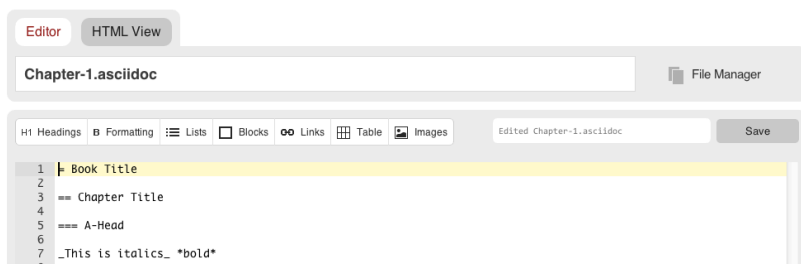 Editor HTML View
Chapter-1.asciidoc File Manager
H1 Headings B Formatting Lists Blocks Links Table Images Edited Chapter-1.asciidoc Save
1 = Book Title
2
3 == Chapter Title
4
5 === A-Head
6
7 _This is italics_ *bold*